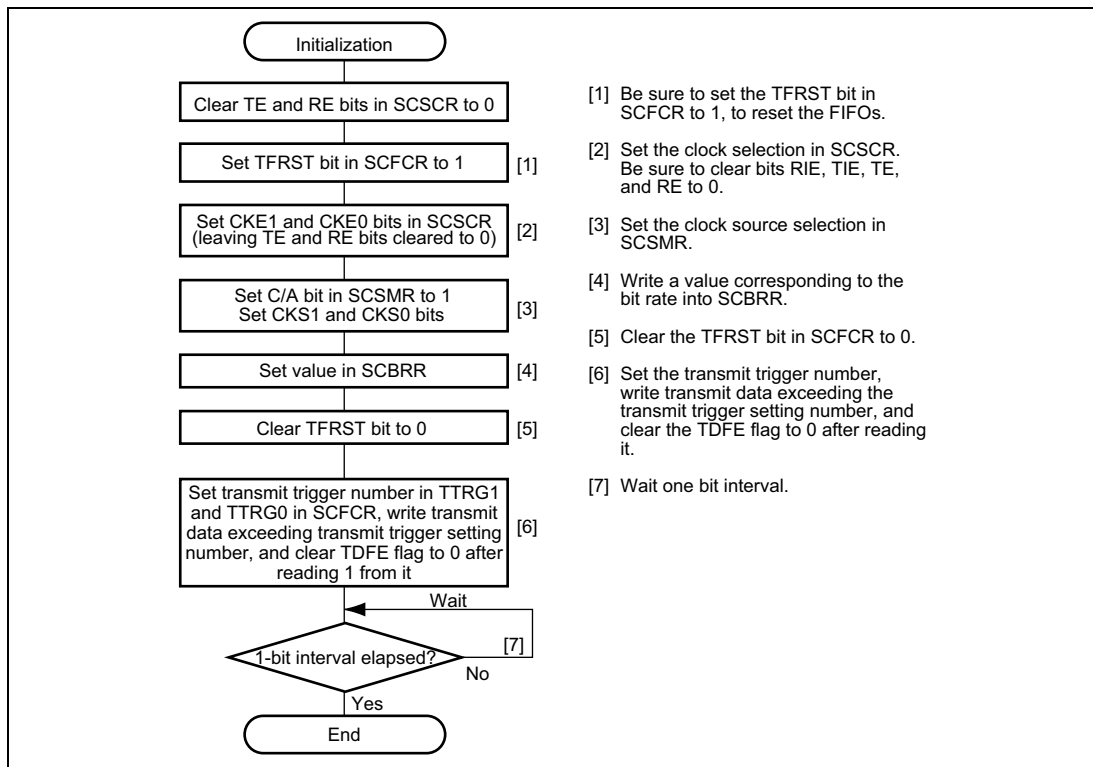 Initialization
Clear TE and RE bits in SCSCR to 0
Set TFRST bit in SCFCR to 1
[1]
Set CKE1 and CKE0 bits in SCSCR
(leaving TE and RE bits cleared to 0)
[2]
Set C/A bit in SCSMR to 1
Set CKS1 and CKS0 bits
[3]
Set value in SCBRR
[4]
Clear TFRST bit to 0
[5]
Set transmit trigger number in TTRG1
and TTRG0 in SCFCR, write transmit
data exceeding transmit trigger setting
number, and clear TDFE flag to 0 after
reading 1 from it
[6]
Wait
1-bit interval elapsed?
[7]
No
Yes
End
[1] Be sure to set the TFRST bit in
SCFCR to 1, to reset the FIFOs.
[2] Set the clock selection in SCSCR.
Be sure to clear bits RIE, TIE, TE,
and RE to 0.
[3] Set the clock source selection in
SCSMR.
[4] Write a value corresponding to the
bit rate into SCBRR.
[5] Clear the TFRST bit in SCFCR to 0.
[6] Set the transmit trigger number,
write transmit data exceeding the
transmit trigger setting number, and
clear the TDFE flag to 0 after reading
it.
[7] Wait one bit interval.